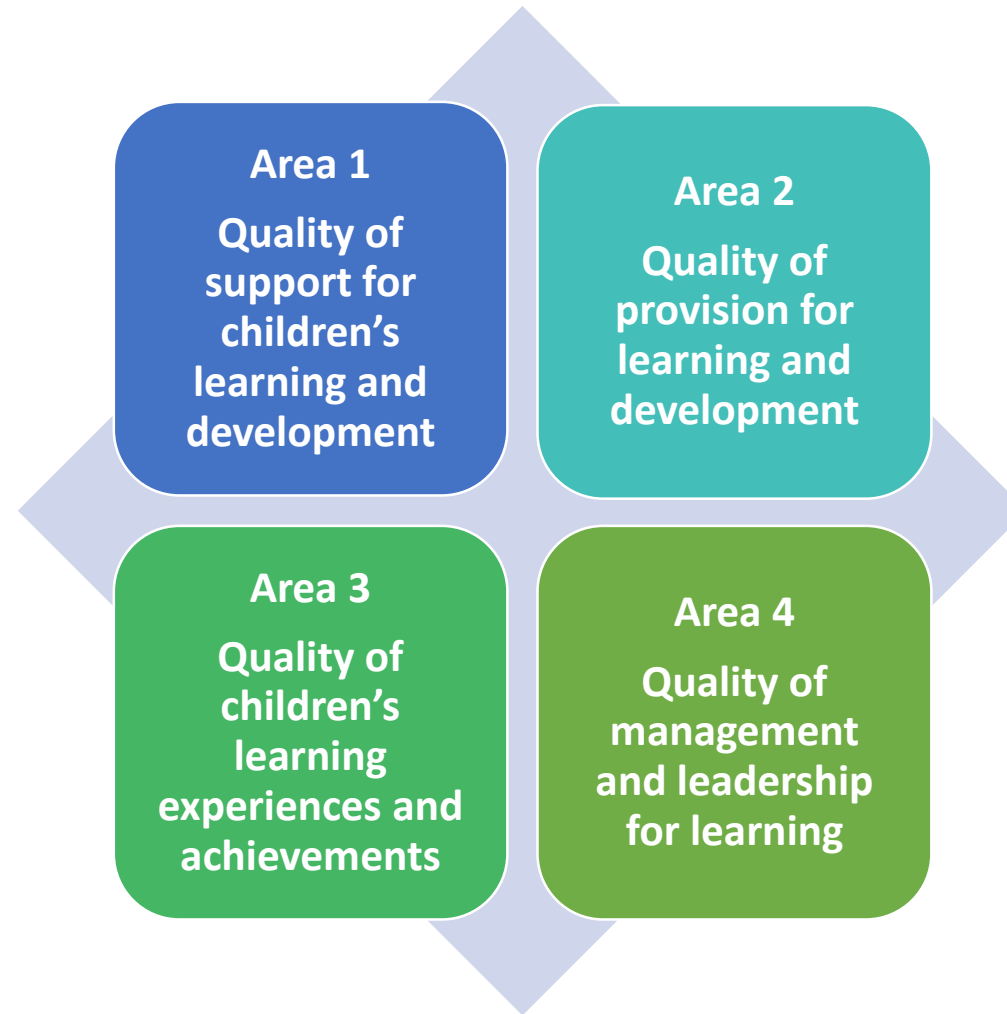 Area 1
Quality of
support for
children’s
learning and
development
Area 2
Quality of
provision for
learning and
development
Area 3
Quality of
children’s
learning
experiences and
achievements
Area 4
Quality of
management
and leadership
for learning